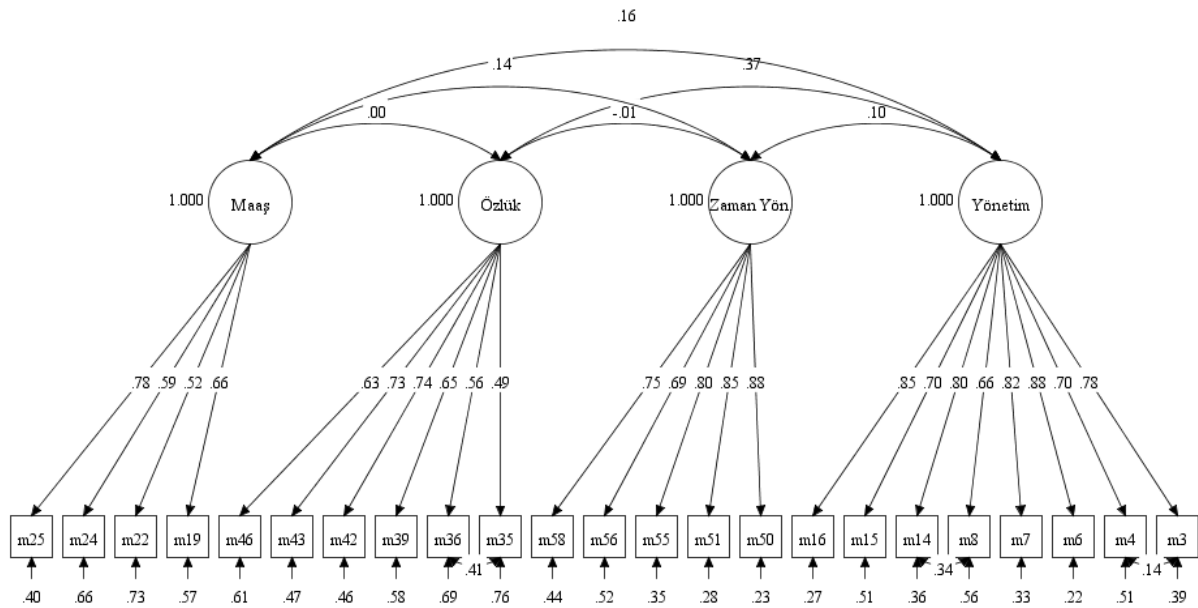 .16
.14 .37
.00 -.01 .10
1.000 Maaş 1.000 Özlük 1.000 Zaman Yön. 1.000 Yönetim
.78 .59 .52 .66 .63 .73 .74 .65 .56 .49 .75 .69 .80 .85 .88 .85 .70 .80 .66 .82 .88 .70 .78
m25 m24 m22 m19 m46 m43 m42 m39 m36 m35 m58 m56 m55 m51 m50 m16 m15 m14 m8 m7 m6 m4 m3
.41 .34 .14
.40 .66 .73 .57 .61 .47 .46 .58 .69 .76 .44 .52 .35 .28 .23 .27 .51 .36 .56 .33 .22 .51 .39